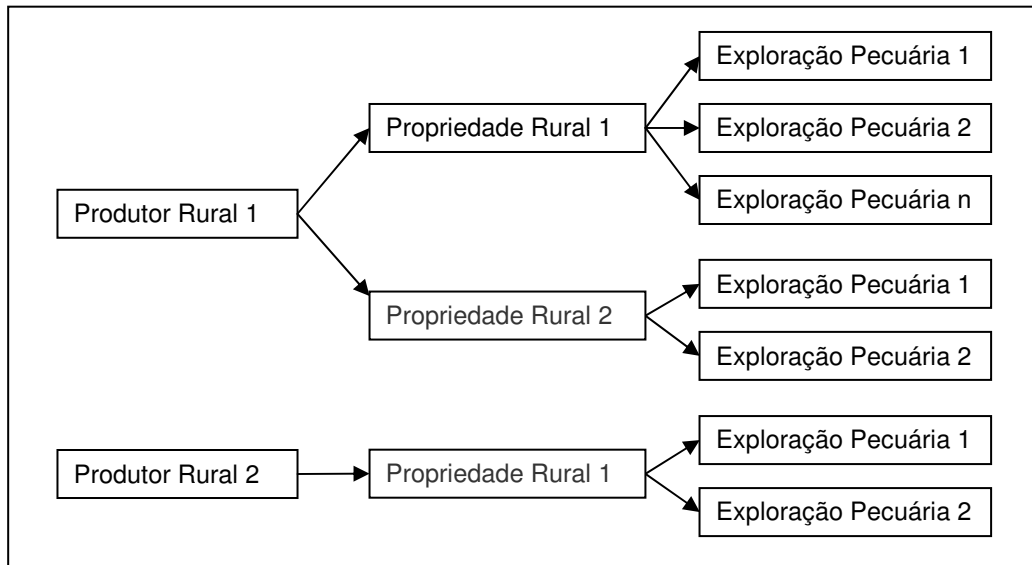 Produtor Rural 1
Propriedade Rural 1
Exploração Pecuária 1
Exploração Pecuária 2
Exploração Pecuária n
Propriedade Rural 2
Exploração Pecuária 1
Exploração Pecuária 2
Produtor Rural 2
Propriedade Rural 1
Exploração Pecuária 1
Exploração Pecuária 2